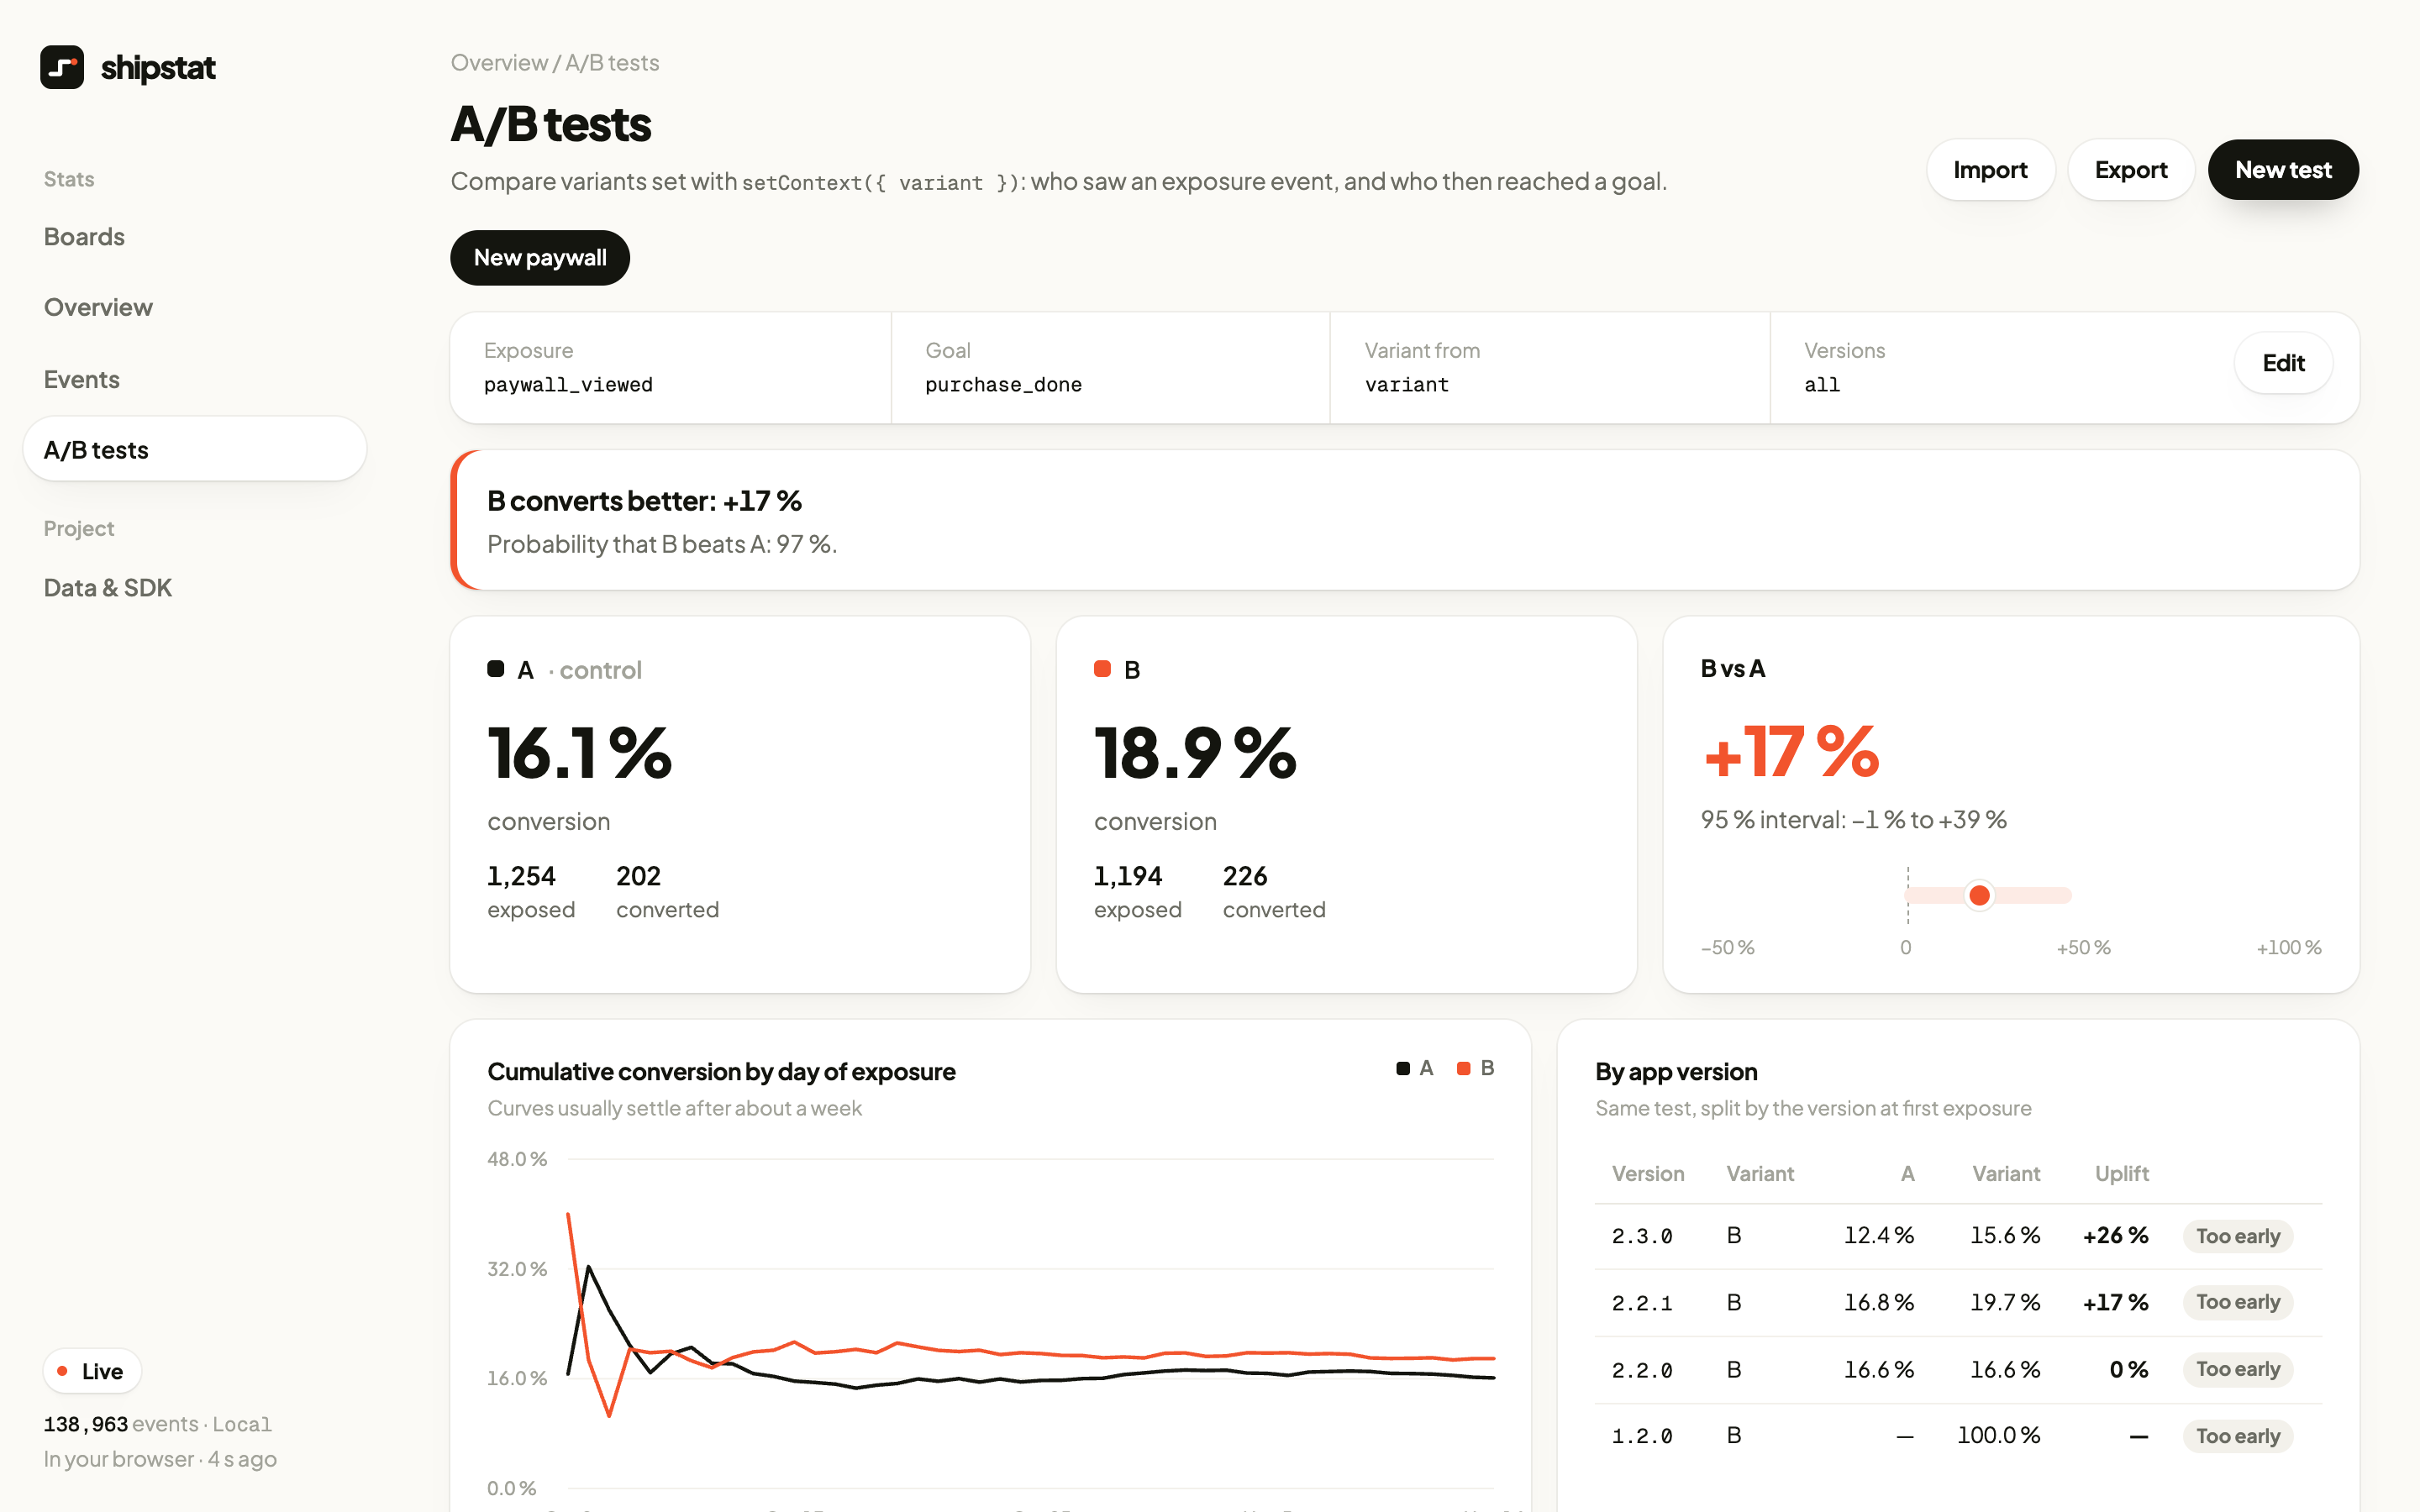 shipstat
Stats
Boards
Overview
Events
A/B tests
Project
Data & SDK
Live
138,963 events · Local
In your browser · 4 s ago
Overview / A/B tests
A/B tests
Compare variants set with setContext({ variant }): who saw an exposure event, and who then reached a goal.
Import
Export
New test
New paywall
Exposure
paywall_viewed
Goal
purchase_done
Variant from
variant
Versions
all
Edit
B converts better: +17 %
Probability that B beats A: 97 %.
A · control
16.1 %
conversion
1,254 202
exposed converted
B
18.9 %
conversion
1,194 226
exposed converted
B vs A
+17 %
95 % interval: −1 % to +39 %
−50 % 0 +50 % +100 %
Cumulative conversion by day of exposure
A B
Curves usually settle after about a week
48.0 %
32.0 %
16.0 %
0.0 %
By app version
Same test, split by the version at first exposure
Version Variant A Variant Uplift
2.3.0 B 12.4 % 15.6 % +26 % Too early
2.2.1 B 16.8 % 19.7 % +17 % Too early
2.2.0 B 16.6 % 16.6 % 0 % Too early
1.2.0 B — 100.0 % — Too early